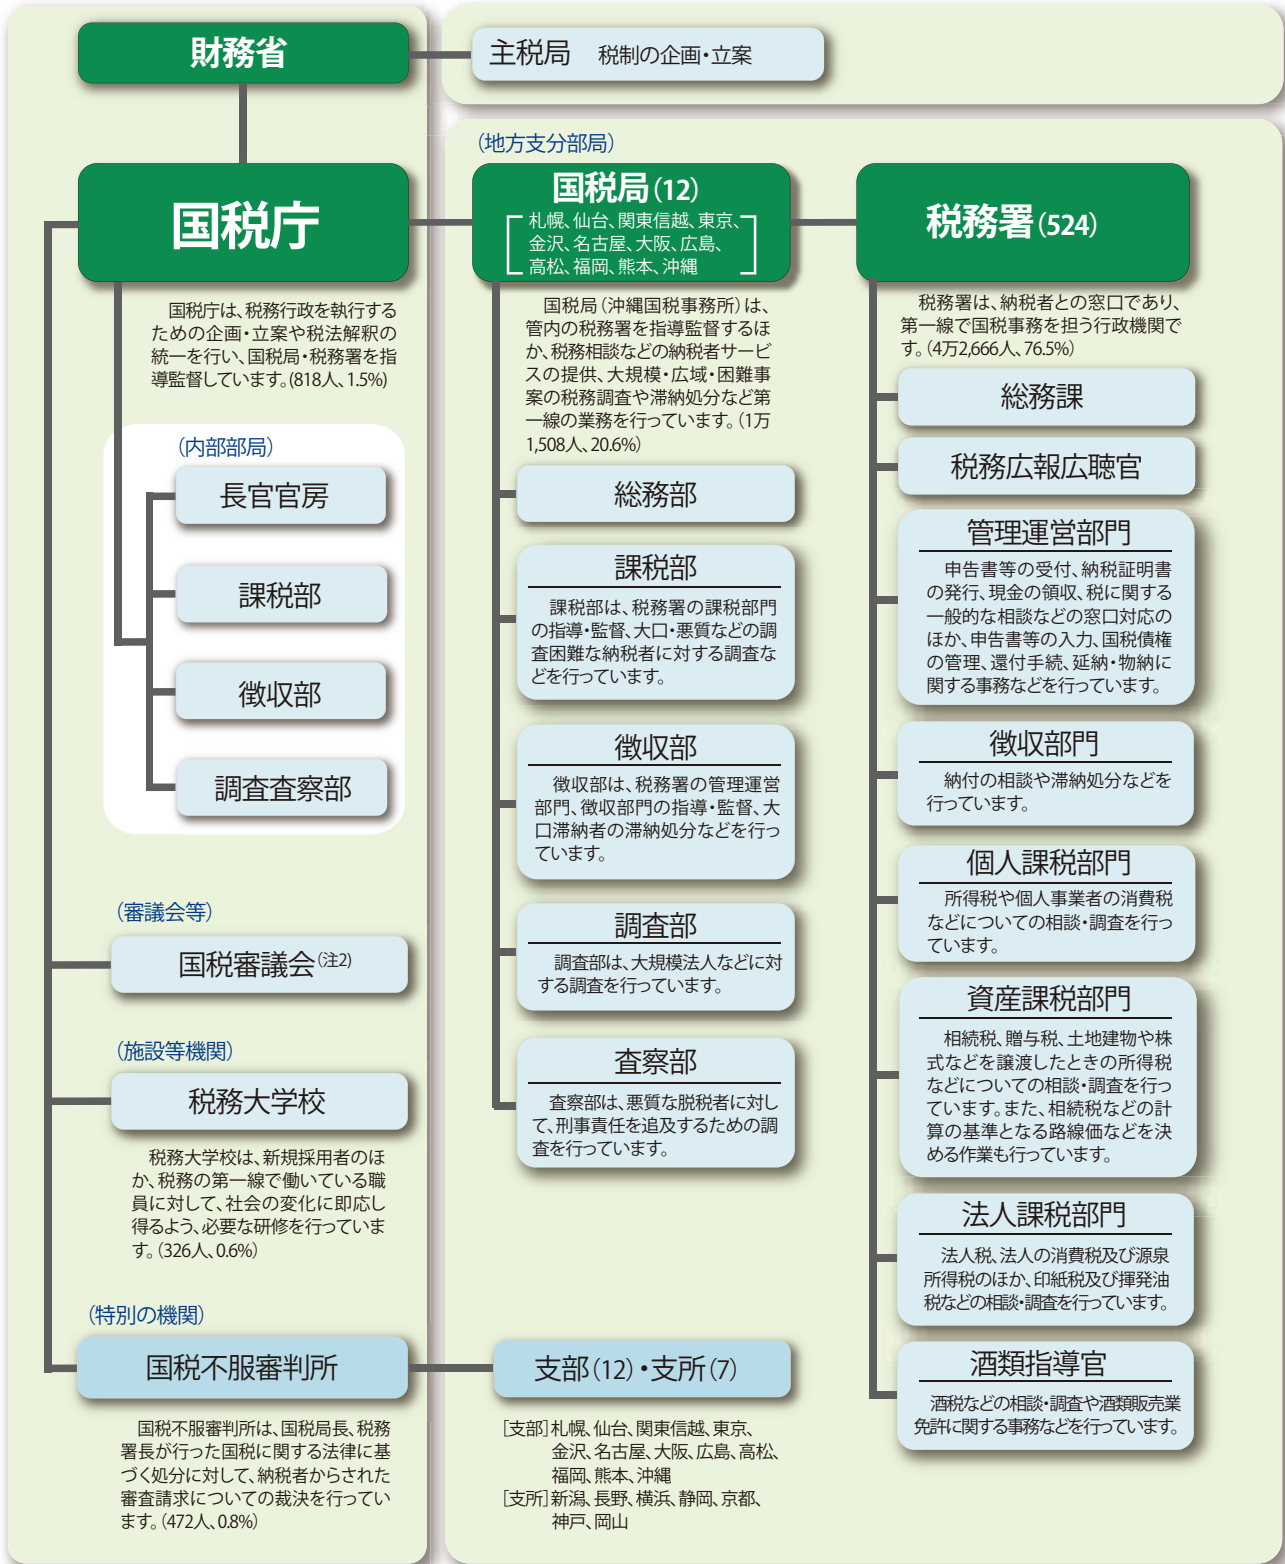 財務省
主税局 税制の企画・立案
国税庁
国税庁は、税務行政を執行する
ための企画・立案や税法解釈の
統一を行い、国税局・税務署を指
導監督しています。(818人、1.5%)
(内部部局)
長官官房
課税部
徴収部
調査査察部
(審議会等)
国税審議会(注2)
(施設等機関)
税務大学校
税務大学校は、新規採用者のほ
か、税務の第一線で働いている職
員に対して、社会の変化に即応し
得るよう、必要な研修を行っていま
す。(326人、0.6%)
(特別の機関)
国税不服審判所
国税不服審判所は、国税局長、税務
署長が行った国税に関する法律に基
づく処分に対して、納税者からされた
審査請求についての裁決を行ってい
ます。(472人、0.8%)
(地方支分部局)
国税局(12)
札幌、仙台、関東信越、東京、
金沢、名古屋、大阪、広島、
高松、福岡、熊本、沖縄
国税局(沖縄国税事務所)は、
管内の税務署を指導監督するほ
か、税務相談などの納税者サービ
スの提供、大規模・広域・困難事
案の税務調査や滞納処分など第
一線の業務を行っています。(1万
1,508人、20.6%)
総務部
課税部
課税部は、税務署の課税部門
の指導・監督、大口・悪質などの調
査困難な納税者に対する調査な
どを行っています。
徴収部
徴収部は、税務署の管理運営
部門、徴収部門の指導・監督、大
口滞納者の滞納処分などを行っ
ています。
調査部
調査部は、大規模法人などに対
する調査を行っています。
査察部
査察部は、悪質な脱税者に対し
て、刑事責任を追及するための調
査を行っています。
支部(12)・支所(7)
[支部]札幌、仙台、関東信越、東京、
金沢、名古屋、大阪、広島、高松、
福岡、熊本、沖縄
[支所]新潟、長野、横浜、静岡、京都、
神戸、岡山
税務署(524)
税務署は、納税者との窓口であり、
第一線で国税事務を担う行政機関で
す。(4万2,666人、76.5%)
総務課
税務広報広聴官
管理運営部門
申告書等の受付、納税証明書
の発行、現金の領収、税に関する
一般的な相談などの窓口対応の
ほか、申告書等の入力、国税債権
の管理、還付手続、延納・物納に
関する事務などを行っています。
徴収部門
納付の相談や滞納処分などを
行っています。
個人課税部門
所得税や個人事業者の消費税
などについての相談・調査を行っ
ています。
資産課税部門
相続税、贈与税、土地建物や株
式などを譲渡したときの所得税
などについての相談・調査を行っ
ています。また、相続税などの計
算の基準となる路線価などを決
める作業も行っています。
法人課税部門
法人税、法人の消費税及び源泉
所得税のほか、印紙税及び揮発油
税などの相談・調査を行っています。
酒類指導官
酒税などの相談・調査や酒類販売業
免許に関する事務などを行っています。